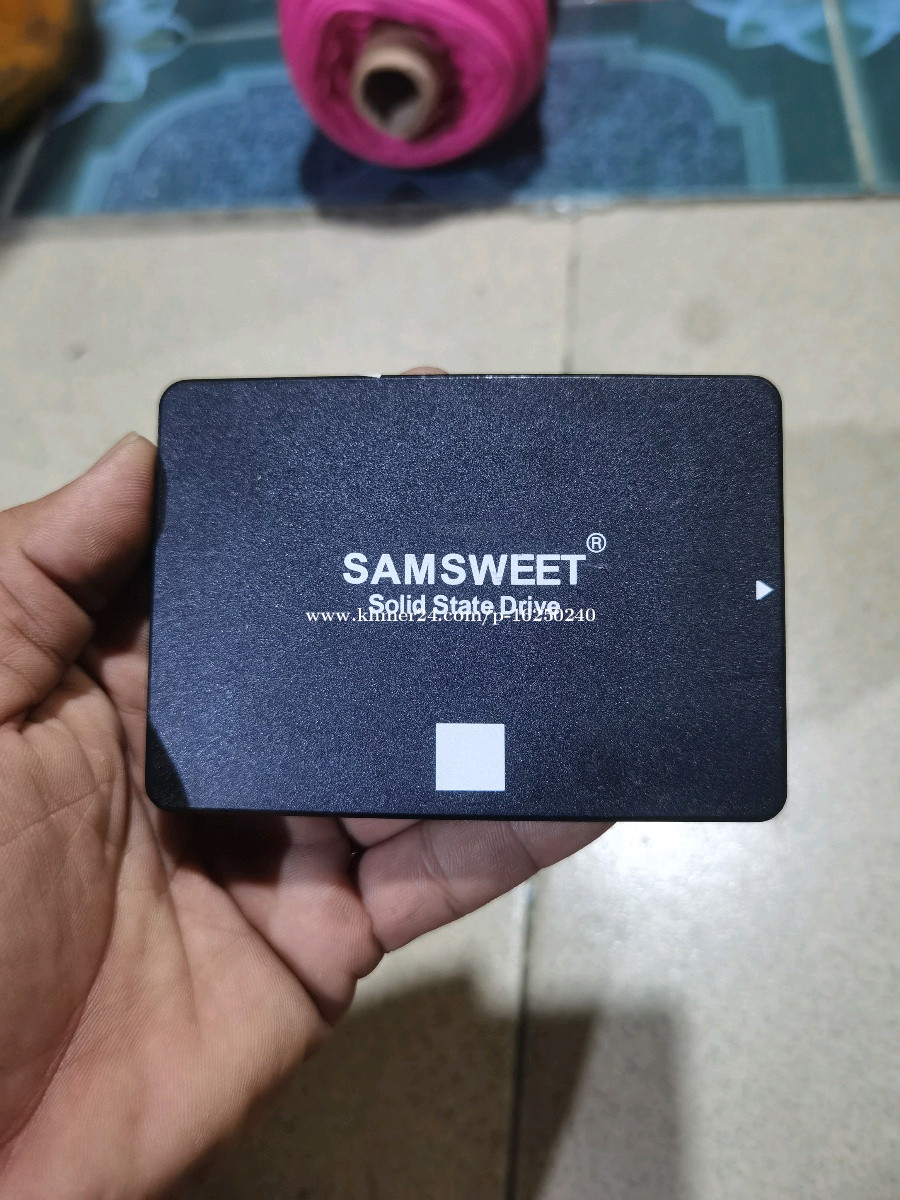 SAMSWEET®
Solid State Drive
www.khmer24.com/p-10250240